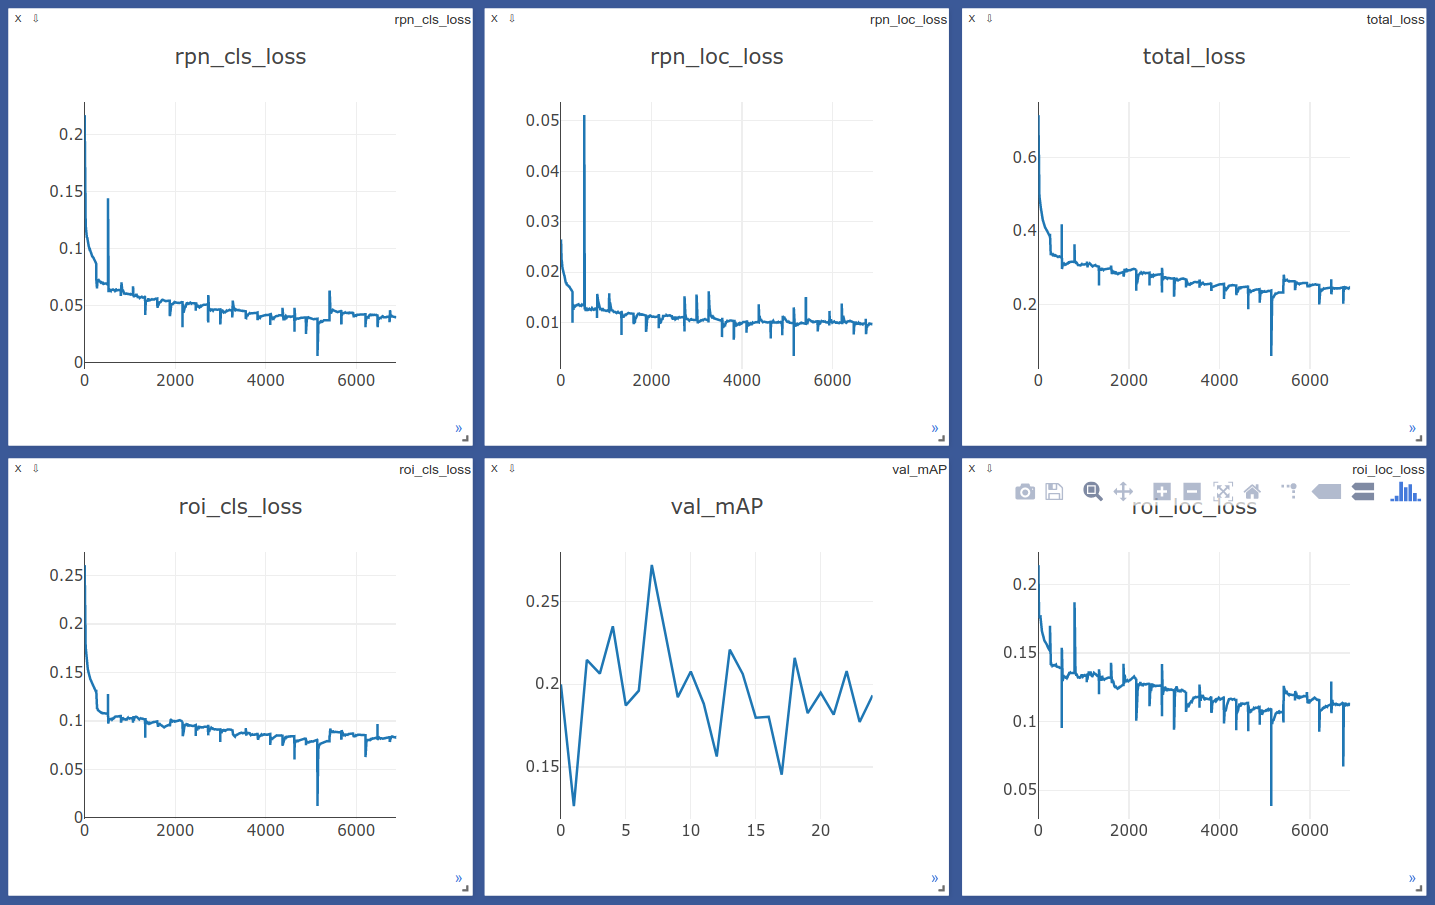 X ⇩ rpn_cls_loss
rpn_cls_loss
0.2
0.15
0.1
0.05
0
0 2000 4000 6000
»
X ⇩ rpn_loc_loss
rpn_loc_loss
0.05
0.04
0.03
0.02
0.01
0 2000 4000 6000
»
X ⇩ total_loss
total_loss
0.6
0.4
0.2
0 2000 4000 6000
»
X ⇩ roi_cls_loss
roi_cls_loss
0.25
0.2
0.15
0.1
0.05
0
0 2000 4000 6000
»
X ⇩ val_mAP
val_mAP
0.25
0.2
0.15
0 5 10 15 20
»
X ⇩ roi_loc_loss
roi_loc_loss
0.2
0.15
0.1
0.05
0 2000 4000 6000
»